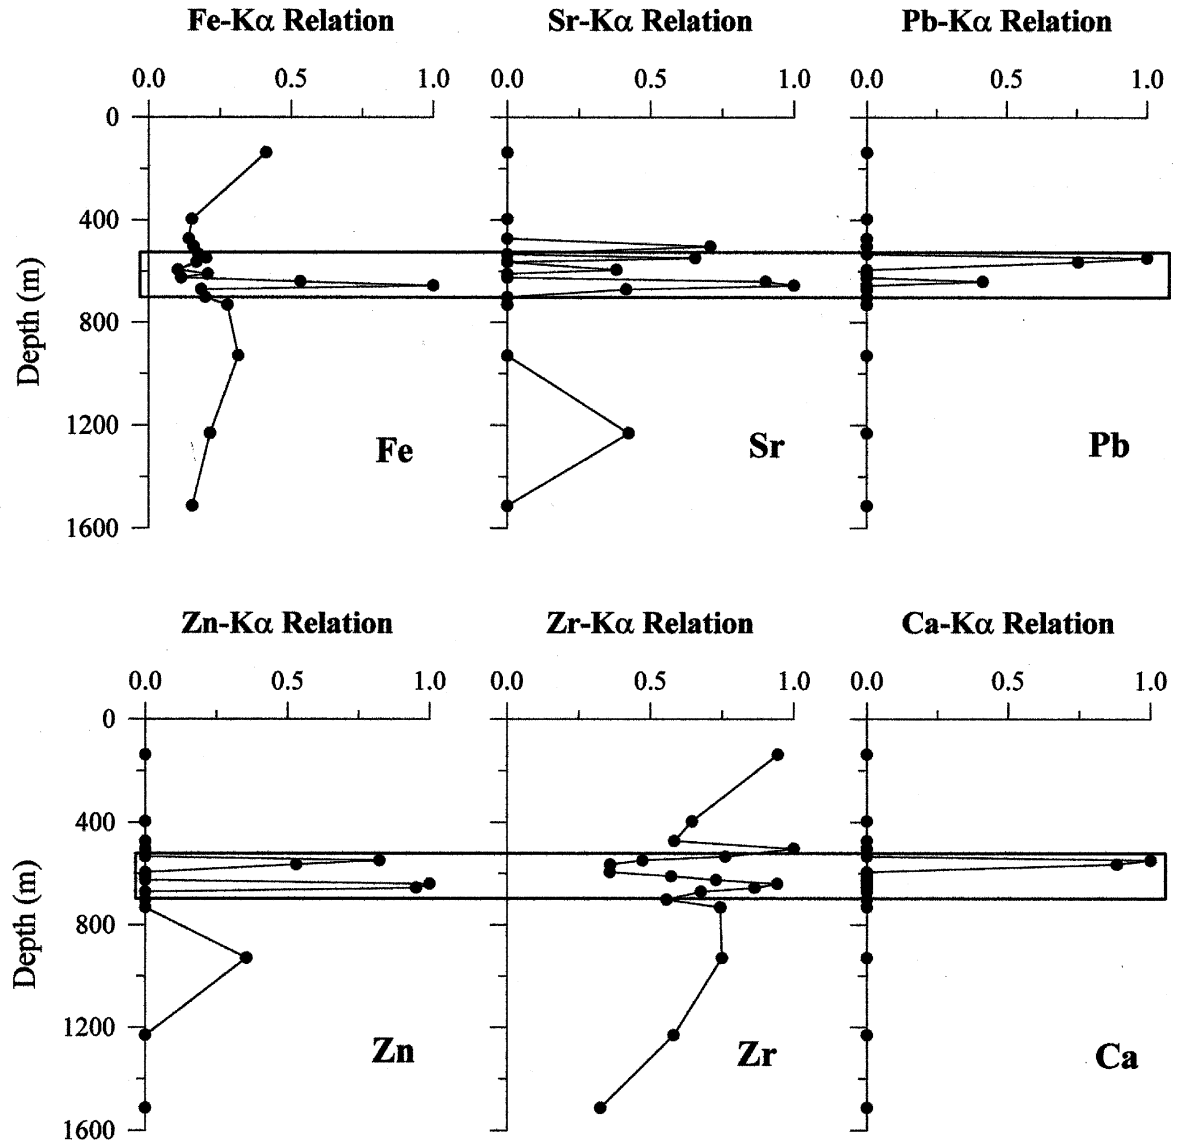 Fe-Kα Relation Sr-Kα Relation Pb-Kα Relation
0.0 0.5 1.0 0.0 0.5 1.0 0.0 0.5 1.0
0
400
800
1200
1600
Depth (m)
Fe Sr Pb
Zn-Kα Relation Zr-Kα Relation Ca-Kα Relation
0.0 0.5 1.0 0.0 0.5 1.0 0.0 0.5 1.0
0
400
800
1200
1600
Depth (m)
Zn Zr Ca